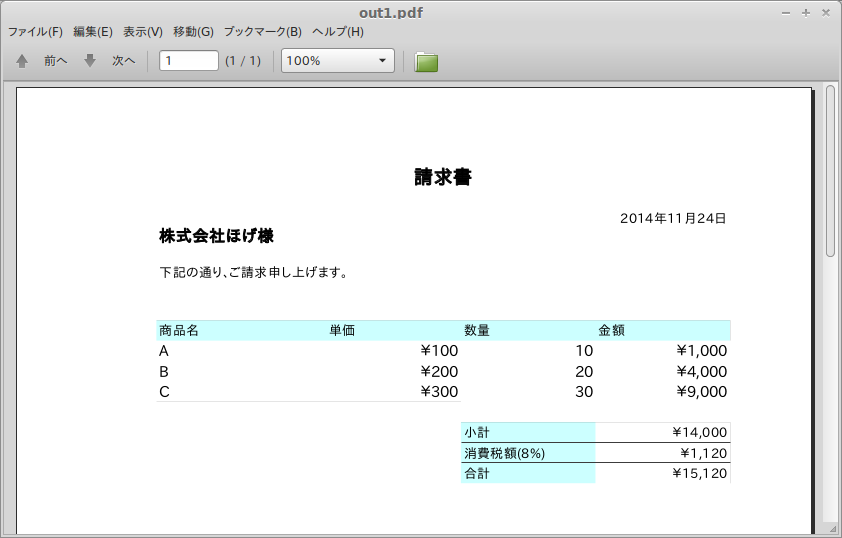 out1.pdf
ファイル(F) 編集(E) 表示(V) 移動(G) ブックマーク(B) ヘルプ(H)
前へ 次へ 1 (1 / 1) 100%
請求書
2014年11月24日
株式会社ほげ様
下記の通り、ご請求申し上げます。
商品名 単価 数量 金額
A ¥100 10 ¥1,000
B ¥200 20 ¥4,000
C ¥300 30 ¥9,000
小計 ¥14,000
消費税額(8%) ¥1,120
合計 ¥15,120